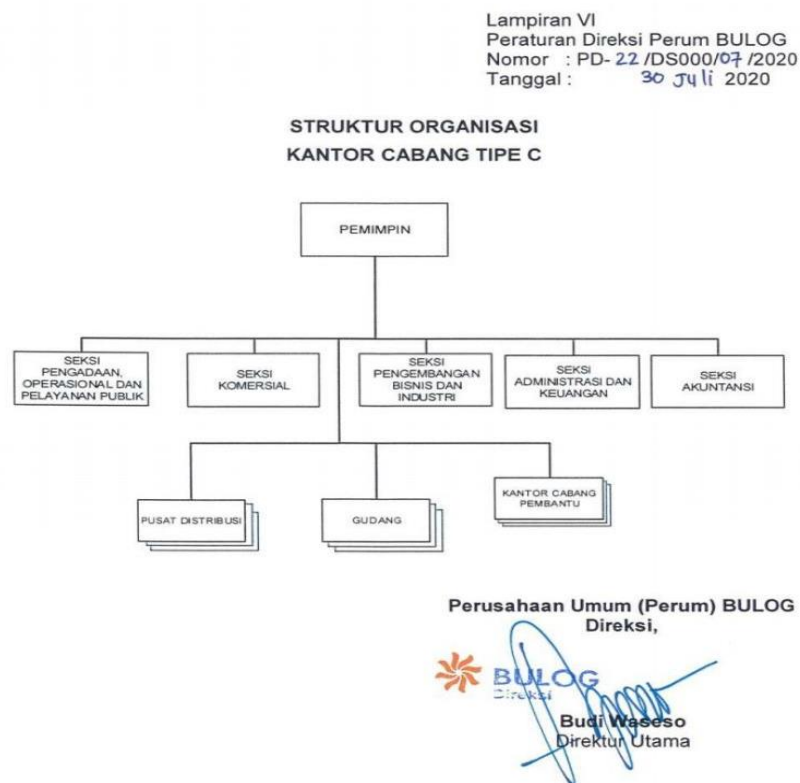 Lampiran VI
Peraturan Direksi Perum BULOG
Nomor : PD- 22 /DS000/07 /2020
Tanggal : 30 Juli 2020
STRUKTUR ORGANISASI
KANTOR CABANG TIPE C
PEMIMPIN
SEKSI
PENGADAAN,
OPERASIONAL DAN
PELAYANAN PUBLIK
SEKSI
KOMERSIAL
SEKSI
PENGEMBANGAN
BISNIS DAN
INDUSTRI
SEKSI
ADMINISTRASI DAN
KEUANGAN
SEKSI
AKUNTANSI
PUSAT DISTRIBUSI
GUDANG
KANTOR CABANG
PEMBANTU
Perusahaan Umum (Perum) BULOG
Direksi,
BULOG
Direksi
Budi Waseso
Direktur Utama